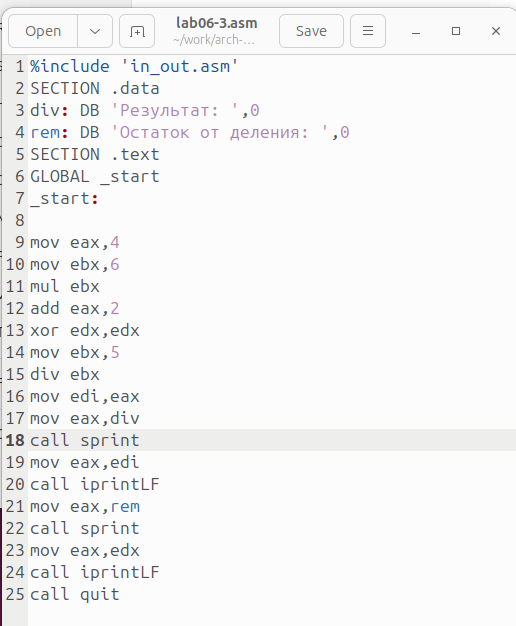 Open
lab06-3.asm
~/work/arch-...
Save
1 %include 'in_out.asm'
2 SECTION .data
3 div: DB 'Результат: ',0
4 rem: DB 'Остаток от деления: ',0
5 SECTION .text
6 GLOBAL _start
7 _start:
8
9 mov eax,4
10 mov ebx,6
11 mul ebx
12 add eax,2
13 xor edx,edx
14 mov ebx,5
15 div ebx
16 mov edi,eax
17 mov eax,div
18 call sprint
19 mov eax,edi
20 call iprintLF
21 mov eax,rem
22 call sprint
23 mov eax,edx
24 call iprintLF
25 call quit